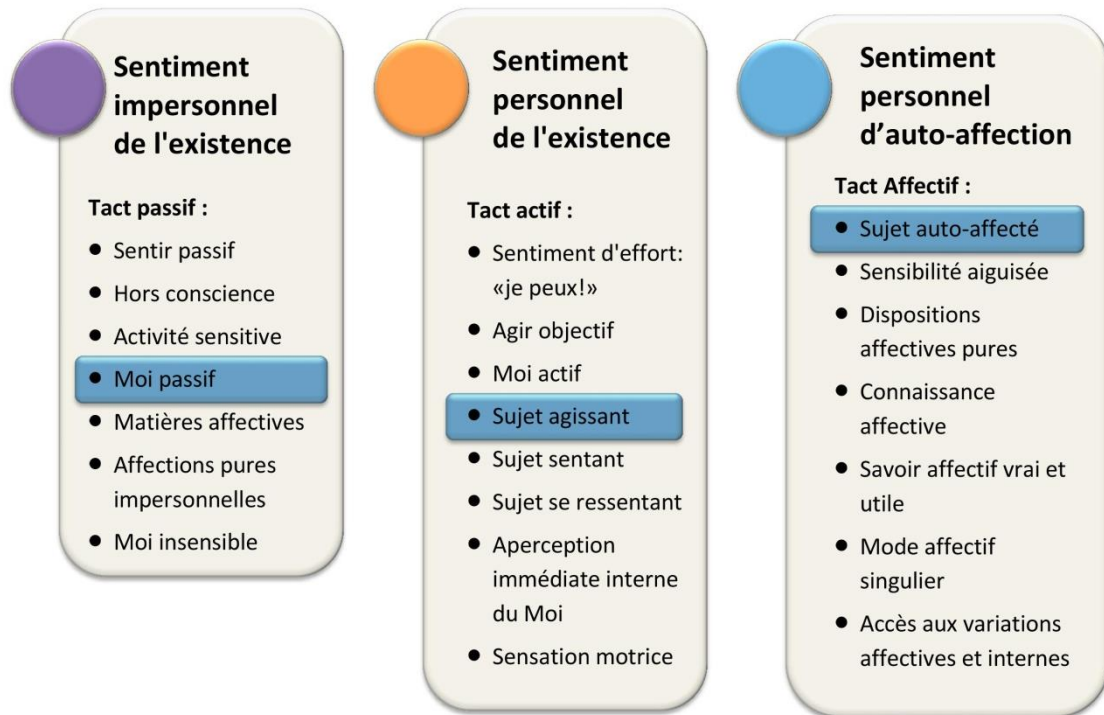 Sentiment
impersonnel
de l'existence
Tact passif :
• Sentir passif
• Hors conscience
• Activité sensitive
• Moi passif
• Matières affectives
• Affections pures
impersonnelles
• Moi insensible
Sentiment
personnel
de l'existence
Tact actif :
• Sentiment d'effort:
«je peux!»
• Agir objectif
• Moi actif
• Sujet agissant
• Sujet sentant
• Sujet se ressentant
• Aperception
immédiate interne
du Moi
• Sensation motrice
Sentiment
personnel
d’auto-affection
Tact Affectif :
• Sujet auto-affecté
• Sensibilité aiguisée
• Dispositions
affectives pures
• Connaissance
affective
• Savoir affectif vrai et
utile
• Mode affectif
singulier
• Accès aux variations
affectives et internes